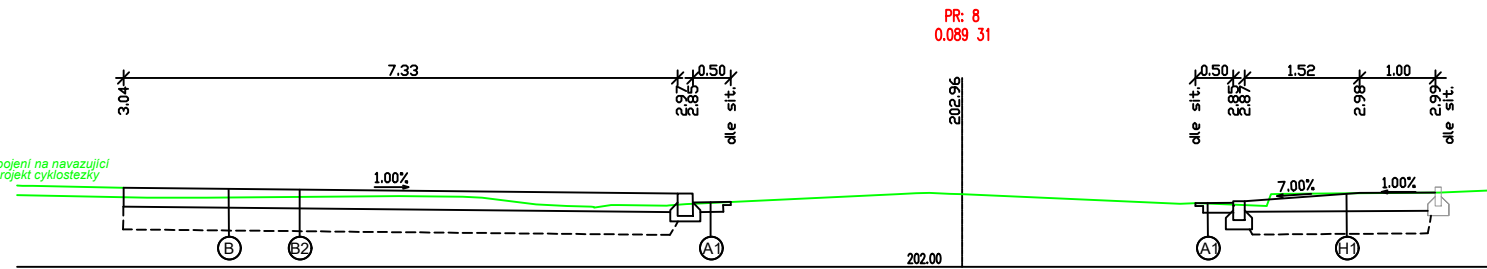 PR: 8
0.089 31
7.33
0.50
0.50
1.52
1.00
3.04
2.97
2.85
dle sit.
202.96
dle sit.
2.85
2.87
2.98
2.99
dle sit.
pojení na navazující
rojekt cyklostezky
1.00%
7.00%
1.00%
B
B2
A1
A1
H1
202.00